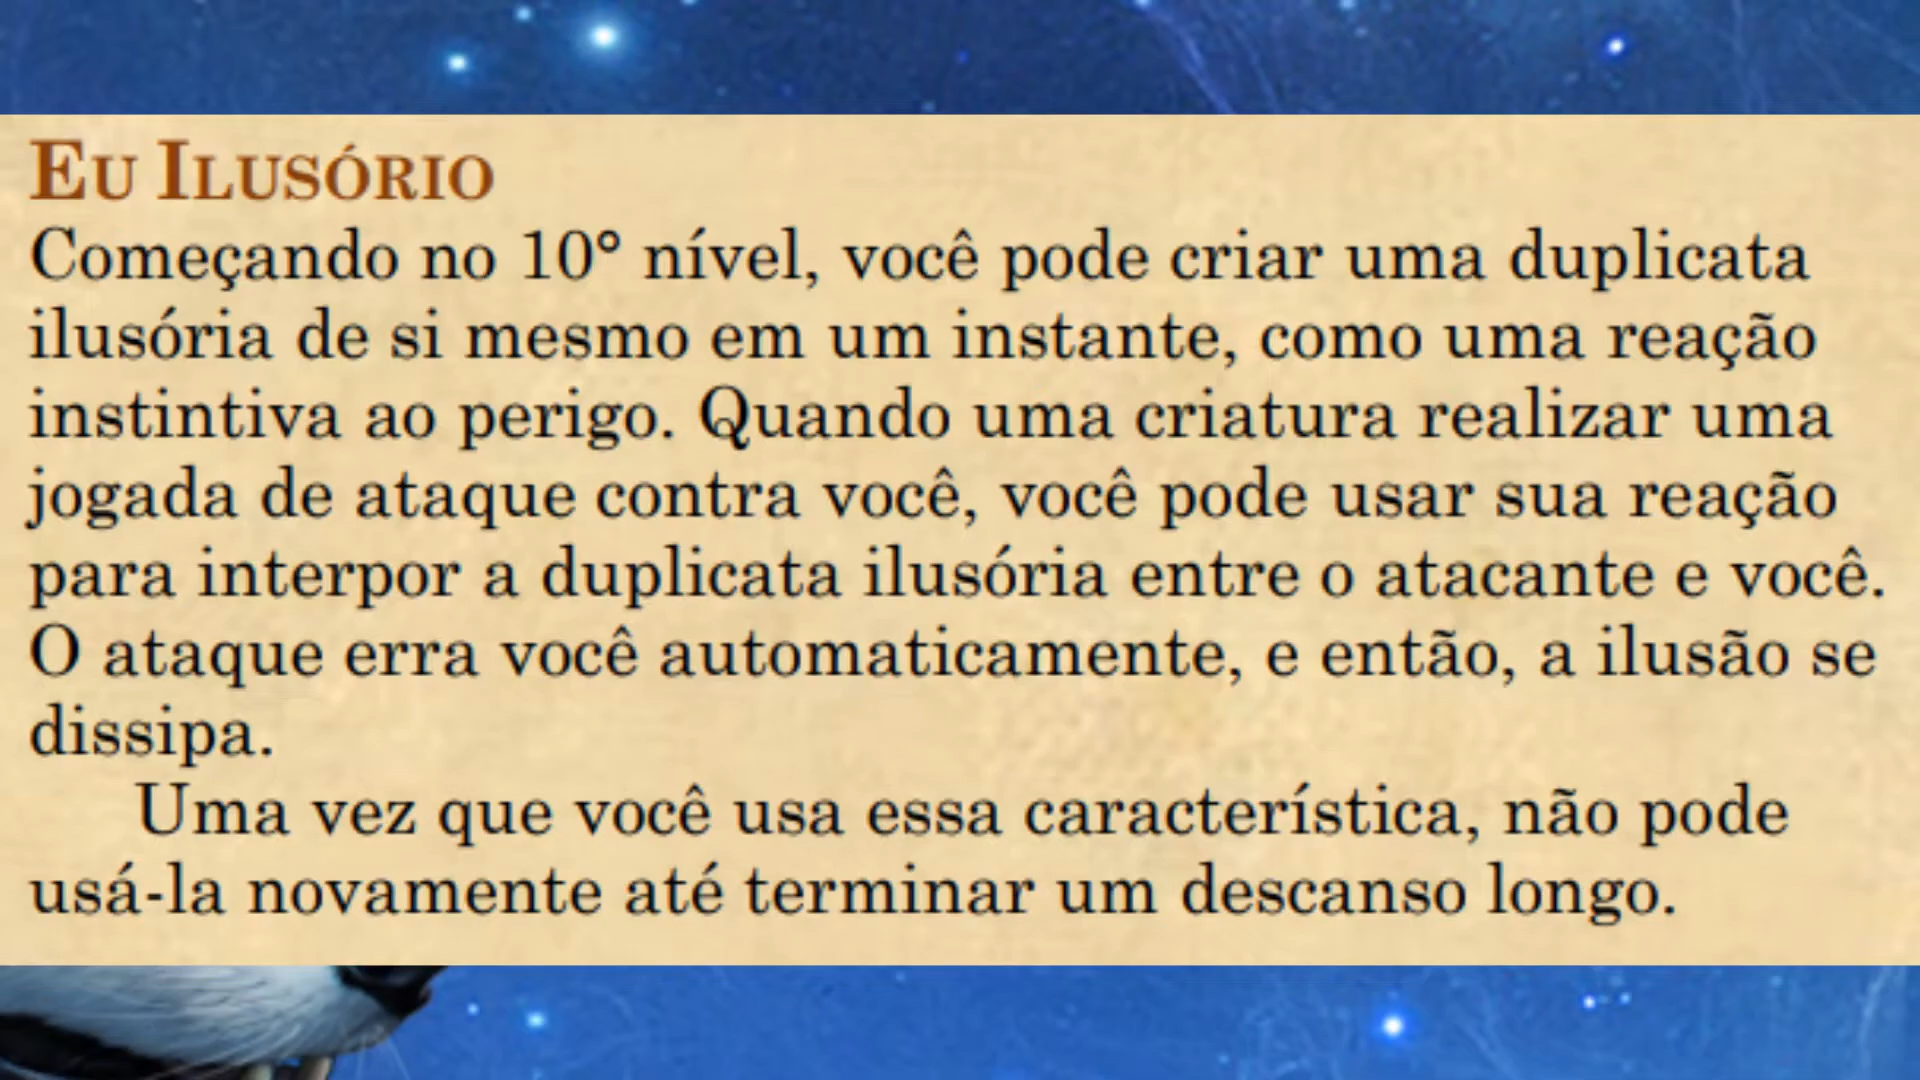 EU ILUSÓRIO
Começando no 10° nível, você pode criar uma duplicata
ilusória de si mesmo em um instante, como uma reação
instintiva ao perigo. Quando uma criatura realizar uma
jogada de ataque contra você, você pode usar sua reação
para interpor a duplicata ilusória entre o atacante e você.
O ataque erra você automaticamente, e então, a ilusão se
dissipa.
Uma vez que você usa essa característica, não pode
usá-la novamente até terminar um descanso longo.